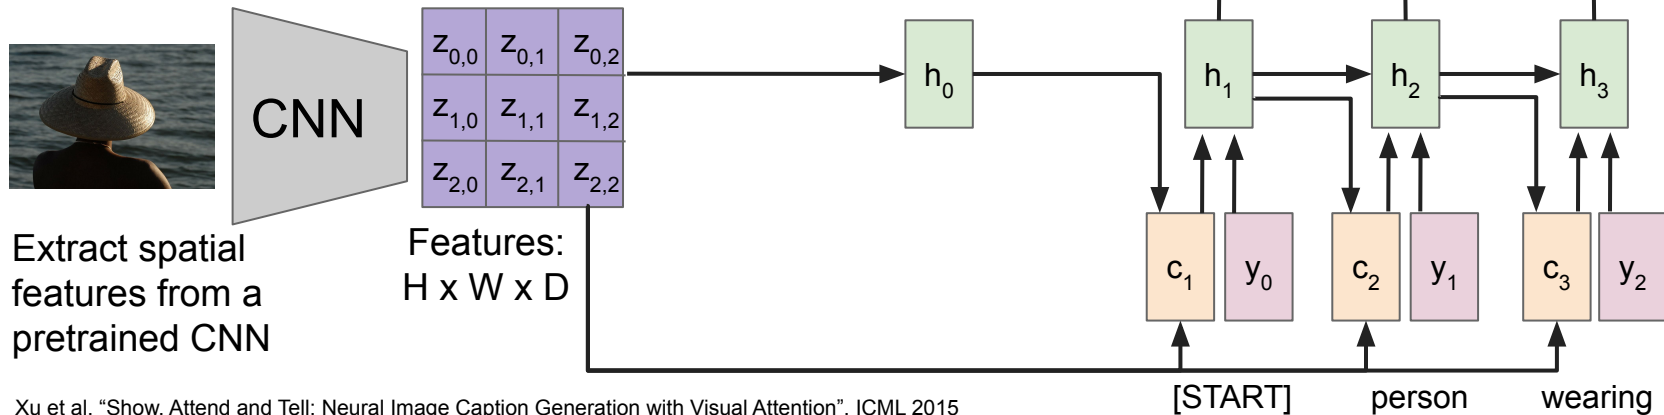 CNN
z0,0 z0,1 z0,2
z1,0 z1,1 z1,2
z2,0 z2,1 z2,2
h0
h1
h2
h3
Extract spatial
features from a
pretrained CNN
Features:
H x W x D
c1 y0 c2 y1 c3 y2
[START] person wearing
Xu et al. “Show, Attend and Tell: Neural Image Caption Generation with Visual Attention”, ICML 2015